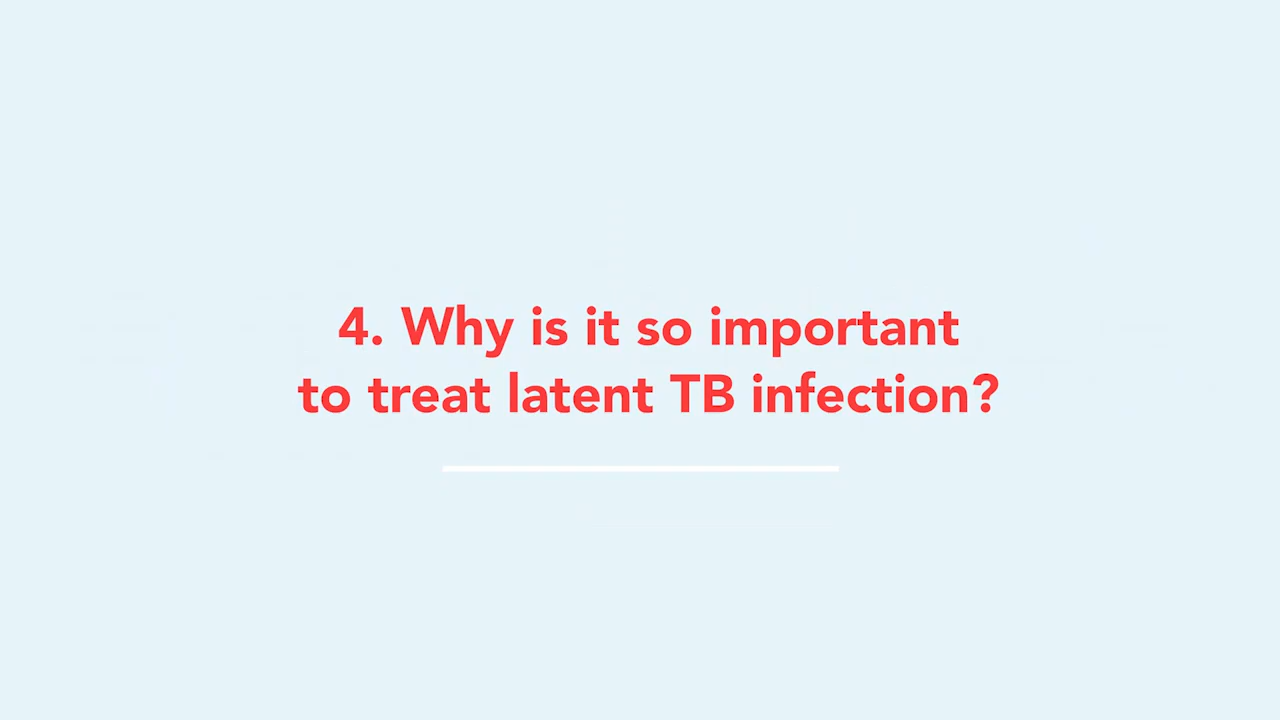 4. Why is it so important
to treat latent TB infection?